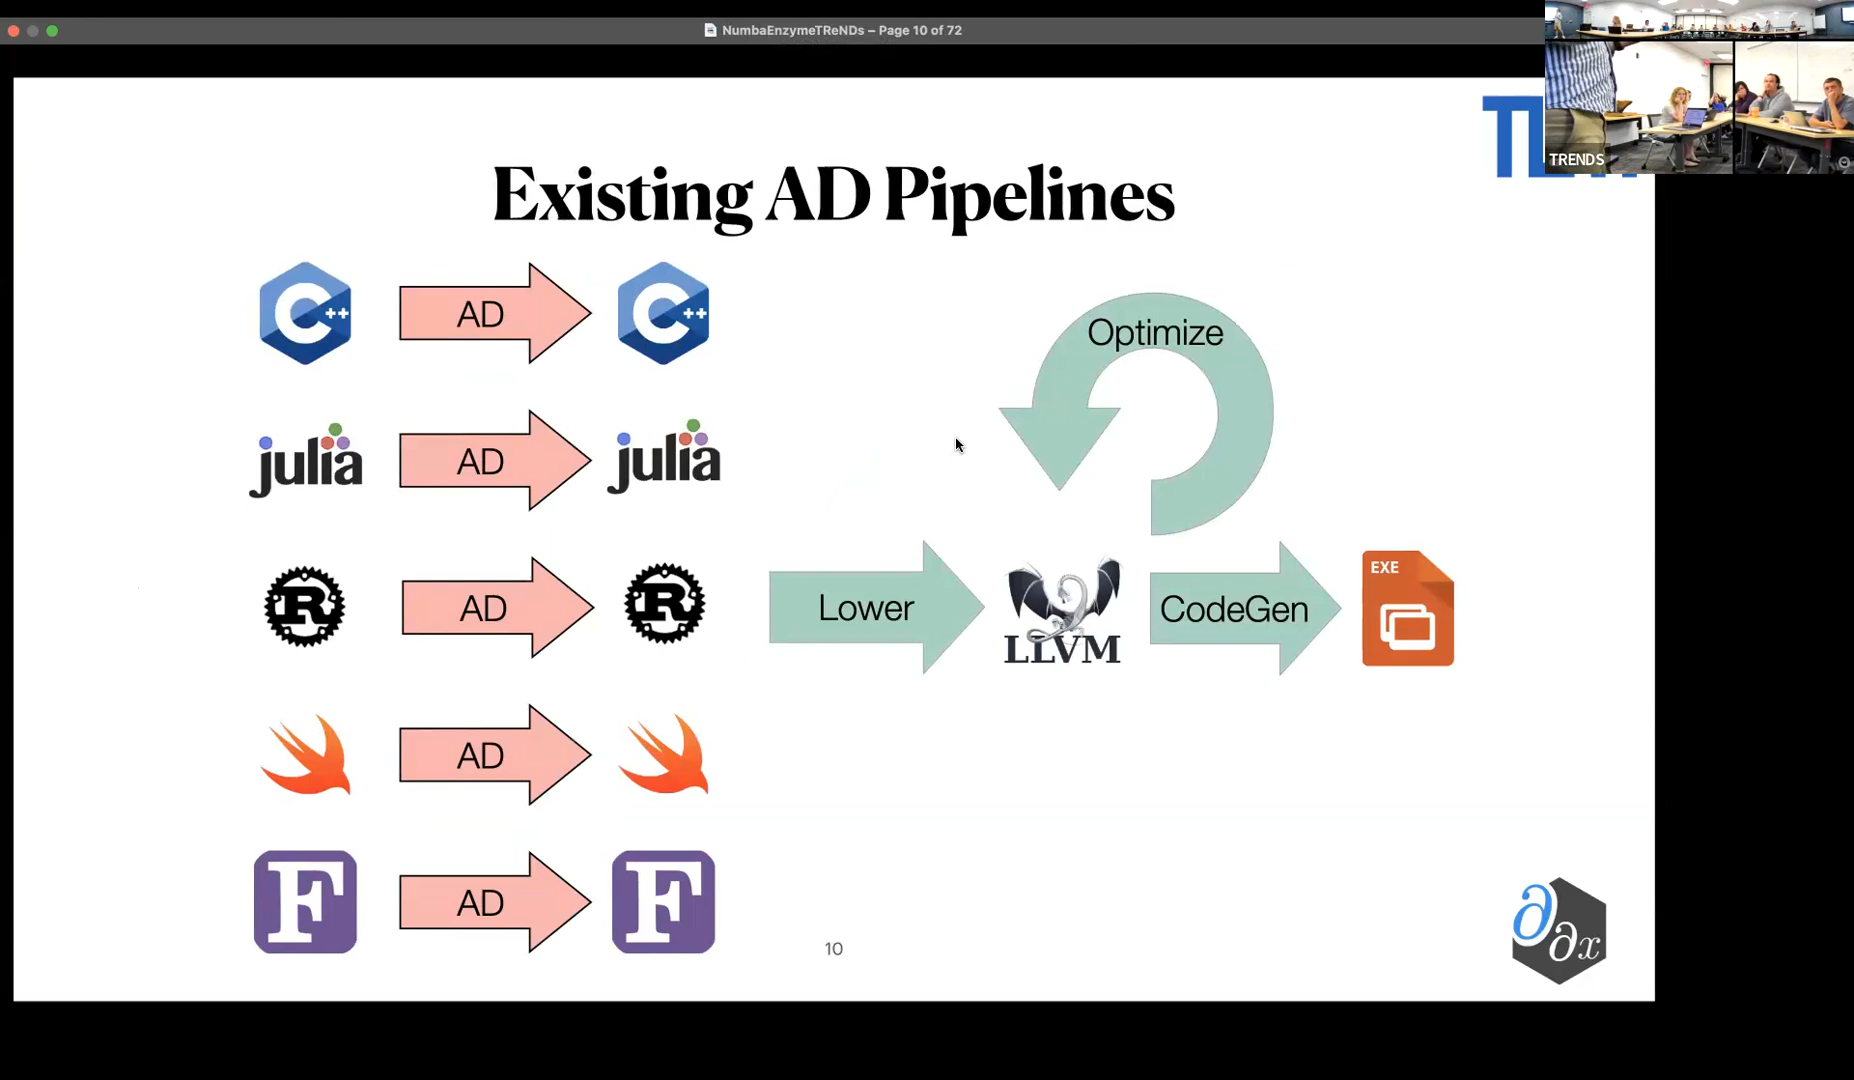 NumbaEnzymeTReNDs – Page 10 of 72
TRENDS
Existing AD Pipelines
C++
AD
C++
Optimize
julia
AD
julia
R
AD
R
Lower
LLVM
CodeGen
EXE
AD
F
AD
F
10
∂
∂x